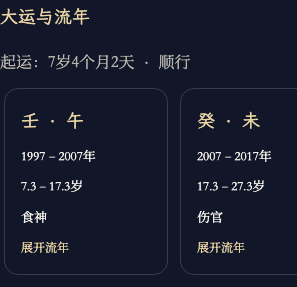 大运与流年
起运：7岁4个月2天 · 顺行
壬 · 午
1997 – 2007年
7.3 – 17.3岁
食神
展开流年
癸 · 未
2007 – 2017年
17.3 – 27.3岁
伤官
展开流年